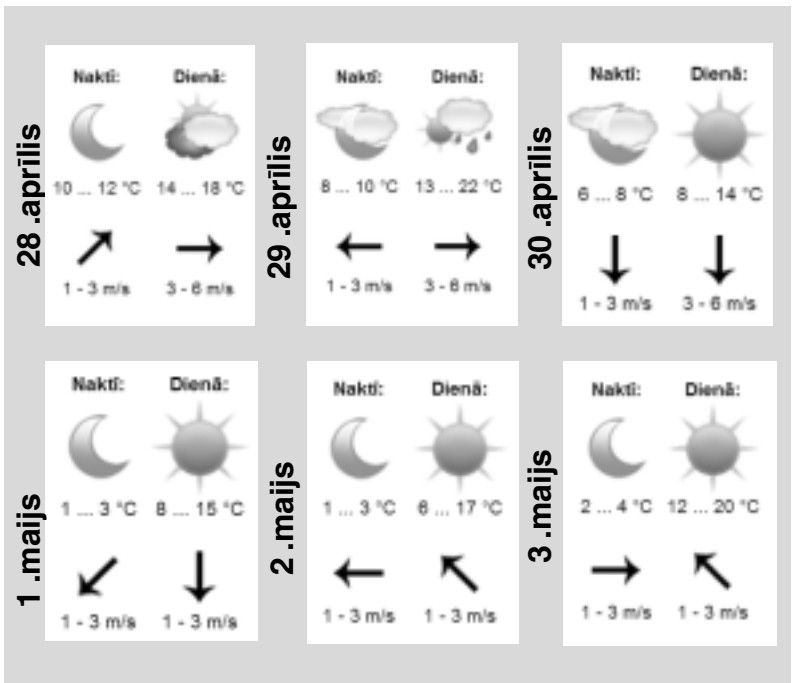 28 .aprīlis
Naktī: Dienā:
10 ... 12 °C 14 ... 18 °C
1 - 3 m/s 3 - 6 m/s
29 .aprīlis
Naktī: Dienā:
8 ... 10 °C 13 ... 22 °C
1 - 3 m/s 3 - 6 m/s
30 .aprīlis
Naktī: Dienā:
6 ... 8 °C 8 ... 14 °C
1 - 3 m/s 3 - 6 m/s
1 .maijs
Naktī: Dienā:
1 ... 3 °C 8 ... 15 °C
1 - 3 m/s 1 - 3 m/s
2 .maijs
Naktī: Dienā:
1 ... 3 °C 6 ... 17 °C
1 - 3 m/s 1 - 3 m/s
3 .maijs
Naktī: Dienā:
2 ... 4 °C 12 ... 20 °C
1 - 3 m/s 1 - 3 m/s